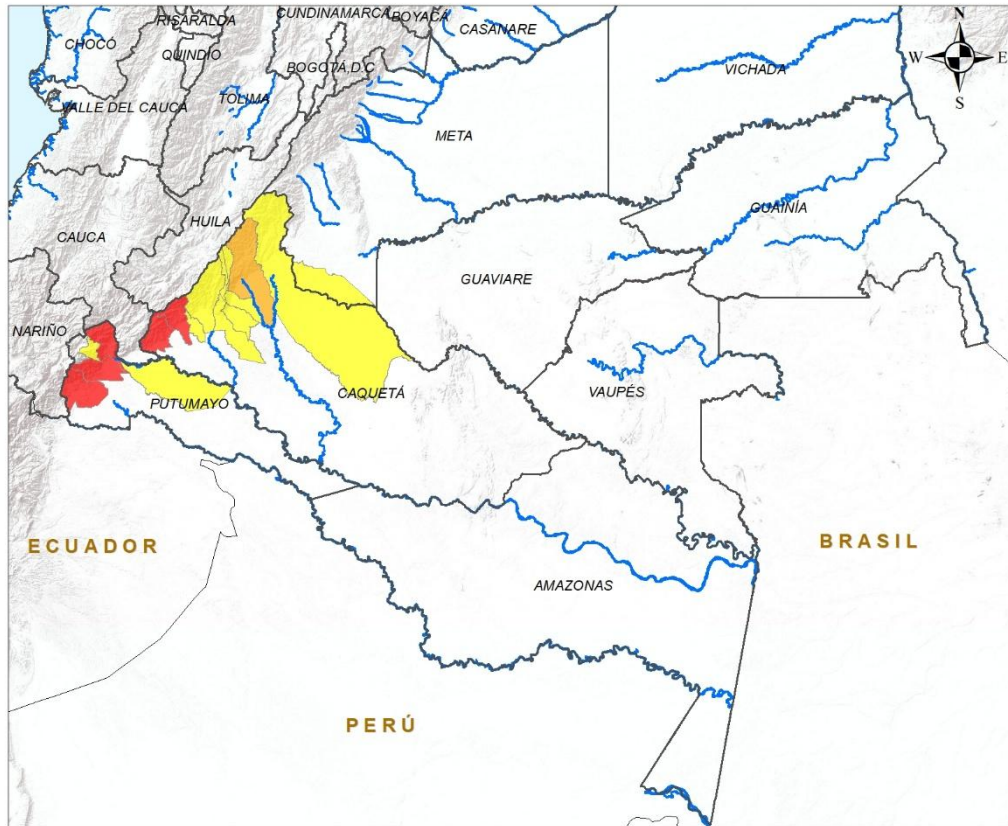 CUNDINAMARCA
BOYACÁ
RISARALDA
CASANARE
N
CHOCÓ
QUINDIO
W
E
BOGOTÁ D.C
VICHADA
TOLIMA
S
VALLE DEL CAUCA
META
GUAINÍA
HUILA
CAUCA
GUAVIARE
NARIÑO
CAQUETÁ
VAUPÉS
PUTUMAYO
ECUADOR
BRASIL
AMAZONAS
PERÚ